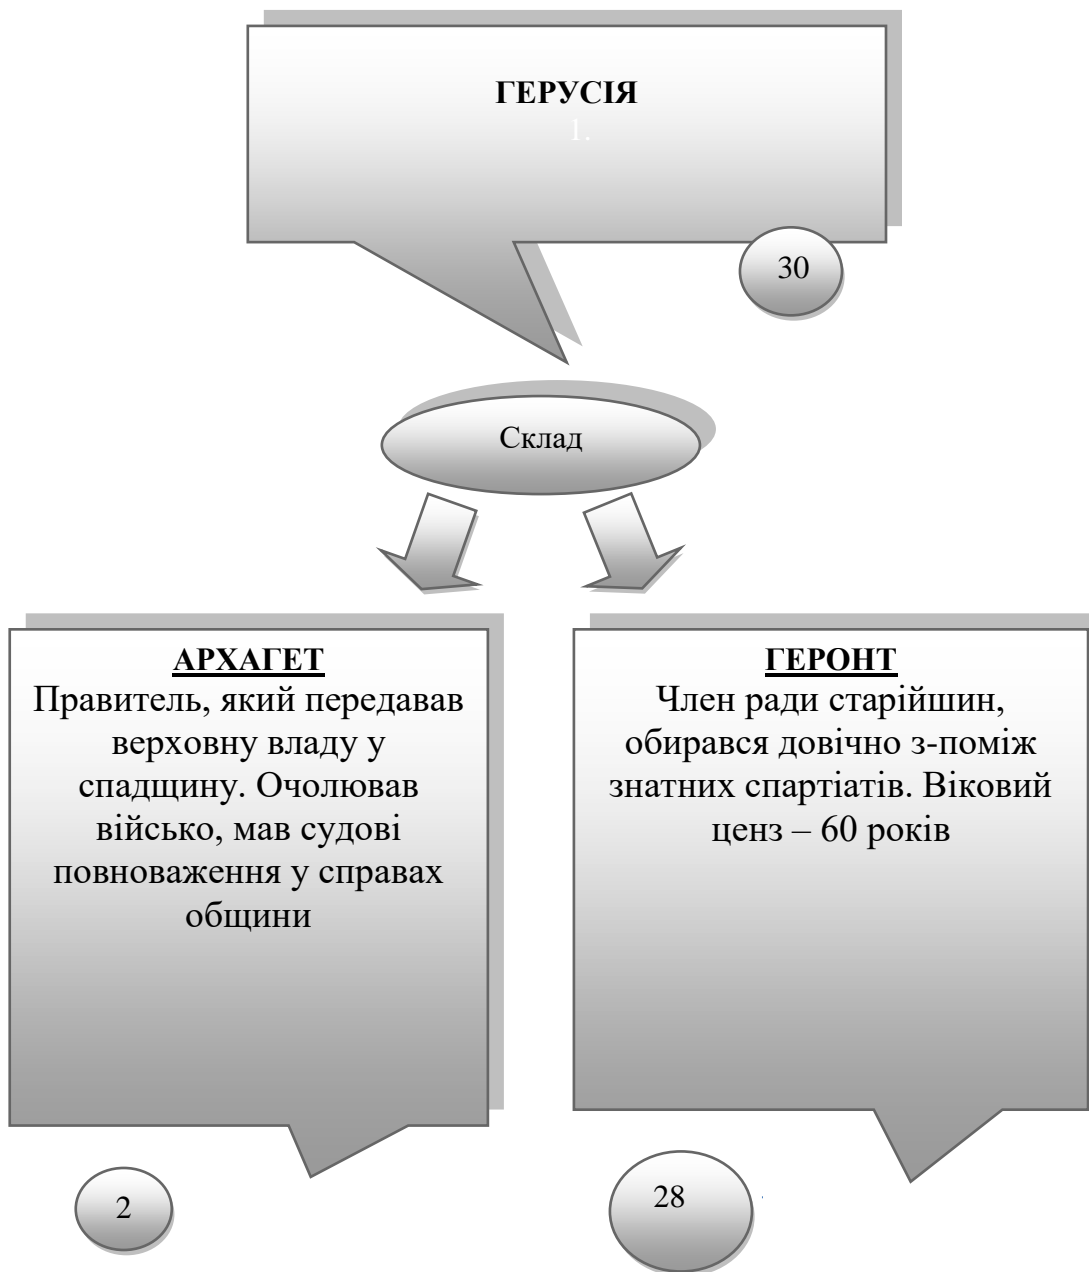 ГЕРУСІЯ
1.
30
Склад
АРХАГЕТ
Правитель, який передавав
верховну владу у
спадщину. Очолював
військо, мав судові
повноваження у справах
общини
ГЕРОНТ
Член ради старійшин,
обирався довічно з-поміж
знатних спартіатів. Віковий
ценз – 60 років
2
28